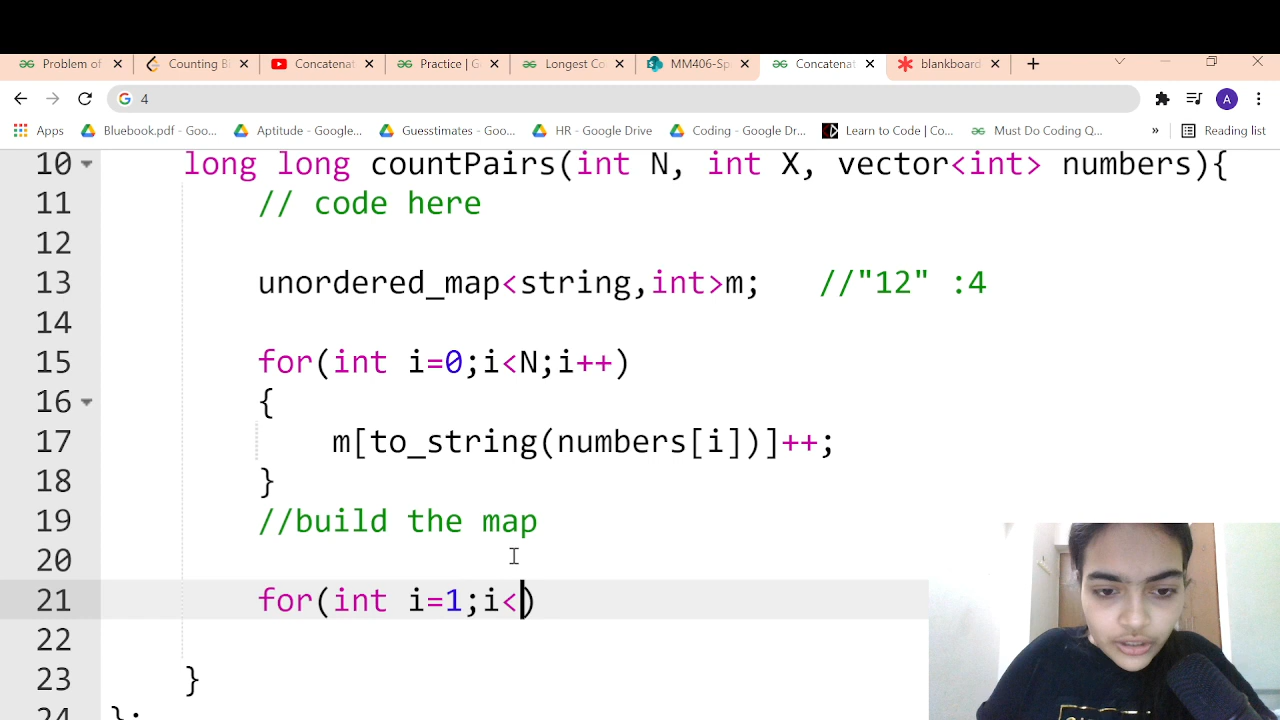 Problem of
Counting B
Concatenat
Practice | G
Longest Co
MM406-Sp
Concatenat
blankboard
4
A
Apps
Bluebook.pdf - Goo...
Aptitude - Google...
Guesstimates - Goo...
HR - Google Drive
Coding - Google Dr...
Learn to Code | Co...
Must Do Coding Q...
»
Reading list
10 long long countPairs(int N, int X, vector<int> numbers){
11 // code here
12
13 unordered_map<string,int>m; //"12" :4
14
15 for(int i=0;i<N;i++)
16 {
17 m[to_string(numbers[i])]++;
18 }
19 //build the map
20
21 for(int i=1;i<)
22
23 }
24 };